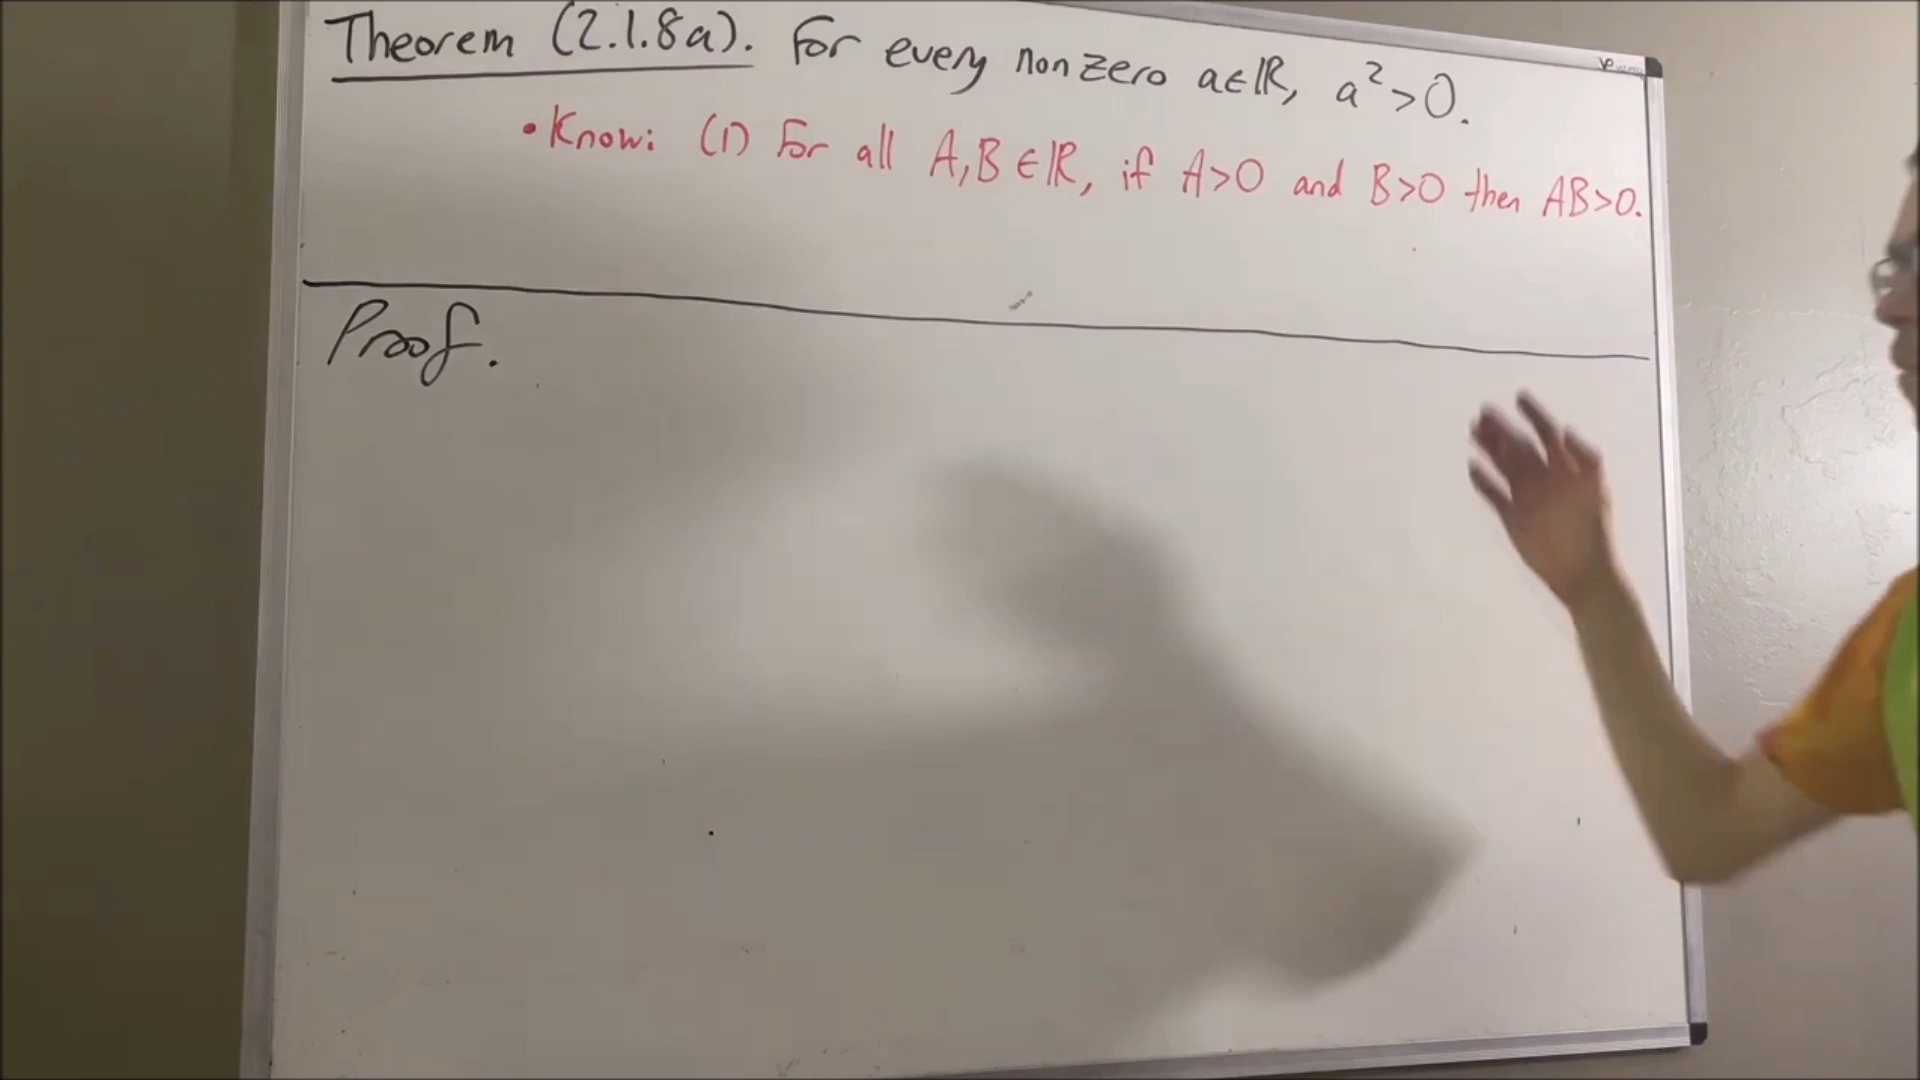 Theorem (2.1.8a). For every nonzero a∈ℝ, a²>0.
• Know: (1) For all A,B∈ℝ, if A>0 and B>0 then AB>0.
Proof.